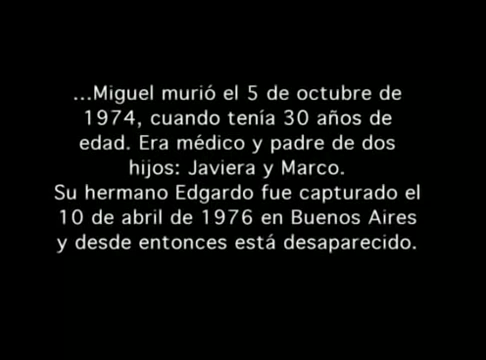 ...Miguel murió el 5 de octubre de
1974, cuando tenía 30 años de
edad. Era médico y padre de dos
hijos: Javiera y Marco.
Su hermano Edgardo fue capturado el
10 de abril de 1976 en Buenos Aires
y desde entonces está desaparecido.